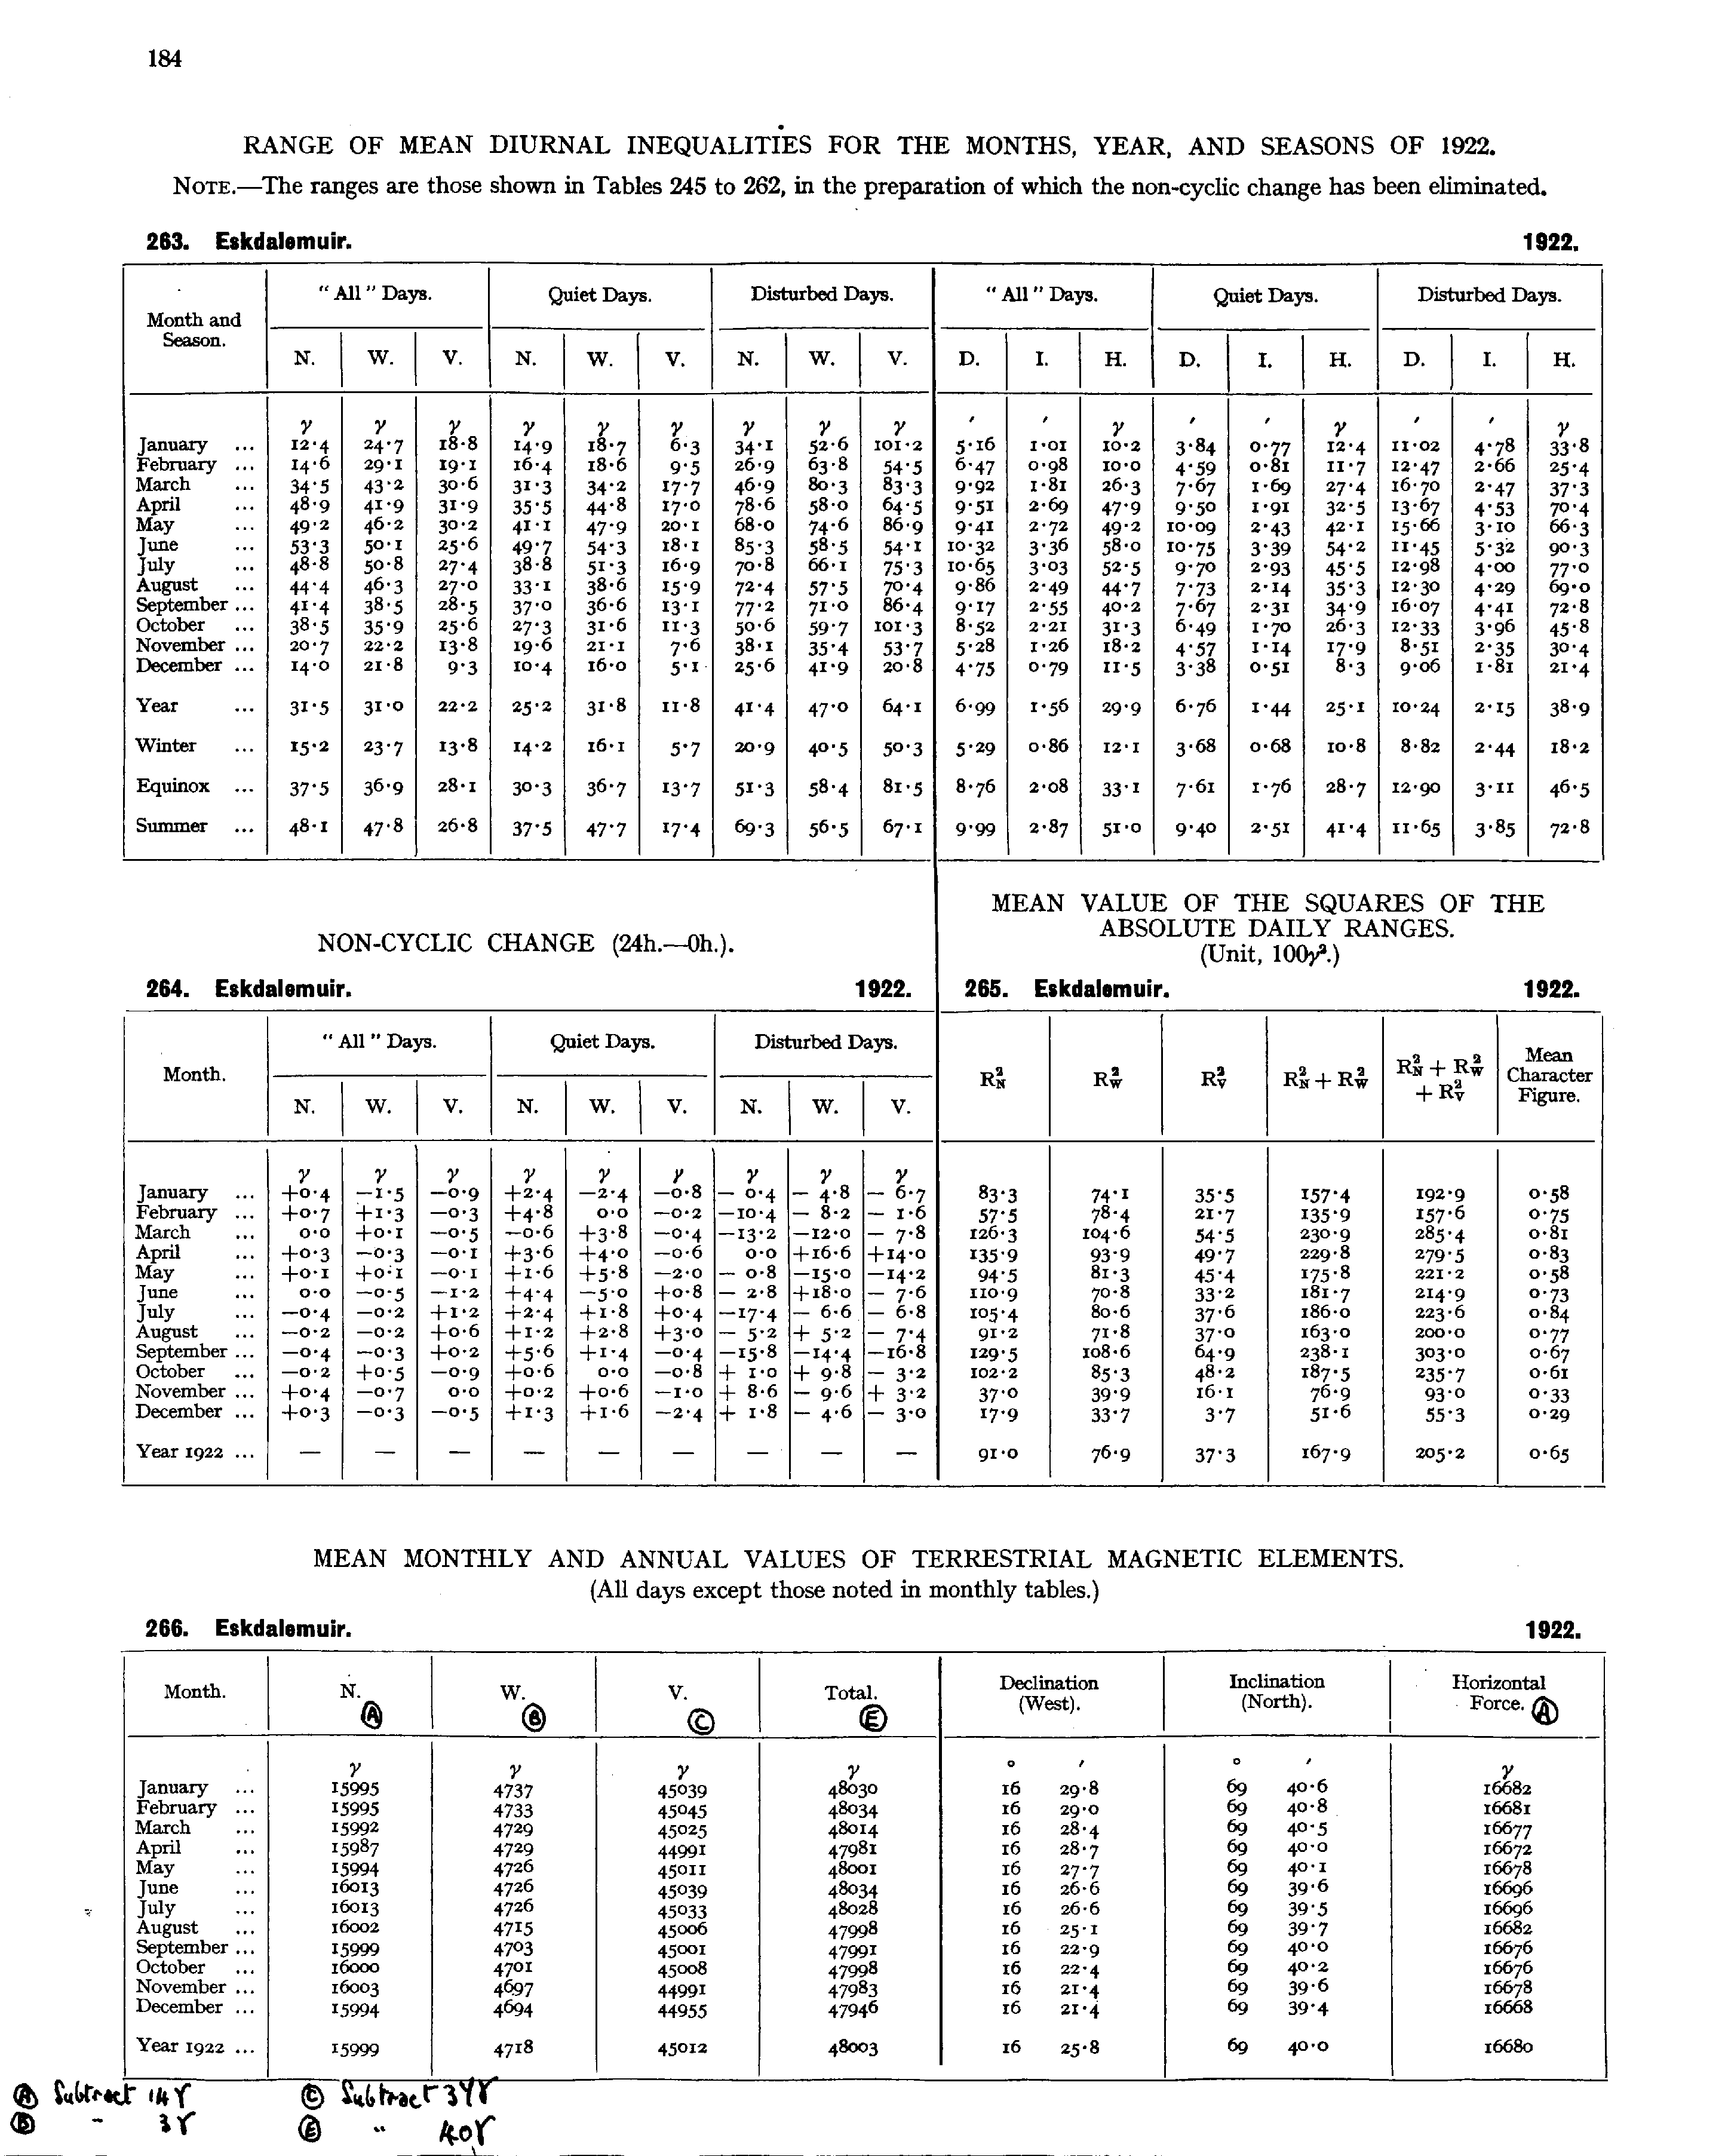 184
RANGE OF MEAN DIURNAL INEQUALITIES FOR THE MONTHS, YEAR, AND SEASONS OF 1922.
NOTE.—The ranges are those shown in Tables 245 to 262, in the preparation of which the non-cyclic change has been eliminated.
263. Eskdalemuir. 1922.
Month and Season. "All" Days. Quiet Days. Disturbed Days. "All" Days. Quiet Days. Disturbed Days.
N. W. V. N. W. V. N. W. V. D. I. H. D. I. H. D. I. H.
γ γ γ γ γ γ γ γ γ ′ ′ γ ′ ′ γ ′ ′ γ
January ... 12·4 24·7 18·8 14·9 18·7 6·3 34·1 52·6 101·2 5·16 1·01 10·2 3·84 0·77 12·4 11·02 4·78 33·8
February ... 14·6 29·1 19·1 16·4 18·6 9·5 26·9 63·8 54·5 6·47 0·98 10·0 4·59 0·81 11·7 12·47 2·66 25·4
March ... 34·5 43·2 30·6 31·3 34·2 17·7 46·9 80·3 83·3 9·92 1·81 26·3 7·67 1·69 27·4 16·70 2·47 37·3
April ... 48·9 41·9 31·9 35·5 44·8 17·0 78·6 58·0 64·5 9·51 2·69 47·9 9·50 1·91 32·5 13·67 4·53 70·4
May ... 49·2 46·2 30·2 41·1 47·9 20·1 68·0 74·6 86·9 9·41 2·72 49·2 10·09 2·43 42·1 15·66 3·10 66·3
June ... 53·3 50·1 25·6 49·7 54·3 18·1 85·3 58·5 54·1 10·32 3·36 58·0 10·75 3·39 54·2 11·45 5·32 90·3
July ... 48·8 50·8 27·4 38·8 51·3 16·9 70·8 66·1 75·3 10·65 3·03 52·5 9·70 2·93 45·5 12·98 4·00 77·0
August ... 44·4 46·3 27·0 33·1 38·6 15·9 72·4 57·5 70·4 9·86 2·49 44·7 7·73 2·14 35·3 12·30 4·29 69·0
September ... 41·4 38·5 28·5 37·0 36·6 13·1 77·2 71·0 86·4 9·17 2·55 40·2 7·67 2·31 34·9 16·07 4·41 72·8
October ... 38·5 35·9 25·6 27·3 31·6 11·3 50·6 59·7 101·3 8·52 2·21 31·3 6·49 1·70 26·3 12·33 3·96 45·8
November ... 20·7 22·2 13·8 19·6 21·1 7·6 38·1 35·4 53·7 5·28 1·26 18·2 4·57 1·14 17·9 8·51 2·35 30·4
December ... 14·0 21·8 9·3 10·4 16·0 5·1 25·6 41·9 20·8 4·75 0·79 11·5 3·38 0·51 8·3 9·06 1·81 21·4
Year ... 31·5 31·0 22·2 25·2 31·8 11·8 41·4 47·0 64·1 6·99 1·56 29·9 6·76 1·44 25·1 10·24 2·15 38·9
Winter ... 15·2 23·7 13·8 14·2 16·1 5·7 20·9 40·5 50·3 5·29 0·86 12·1 3·68 0·68 10·8 8·82 2·44 18·2
Equinox ... 37·5 36·9 28·1 30·3 36·7 13·7 51·3 58·4 81·5 8·76 2·08 33·1 7·61 1·76 28·7 12·90 3·11 46·5
Summer ... 48·1 47·8 26·8 37·5 47·7 17·4 69·3 56·5 67·1 9·99 2·87 51·0 9·40 2·51 41·4 11·65 3·85 72·8
NON-CYCLIC CHANGE (24h.—0h.).
264. Eskdalemuir. 1922.
Month. "All" Days. Quiet Days. Disturbed Days.
N. W. V. N. W. V. N. W. V.
γ γ γ γ γ γ γ γ γ
January ... +0·4 −1·5 −0·9 +2·4 −2·4 −0·8 − 0·4 − 4·8 − 6·7
February ... +0·7 +1·3 −0·3 +4·8 0·0 −0·2 −10·4 − 8·2 − 1·6
March ... 0·0 +0·1 −0·5 −0·6 +3·8 −0·4 −13·2 −12·0 − 7·8
April ... +0·3 −0·3 −0·1 +3·6 +4·0 −0·6 0·0 +16·6 +14·0
May ... +0·1 +0·1 −0·1 +1·6 +5·8 −2·0 − 0·8 −15·0 −14·2
June ... 0·0 −0·5 −1·2 +4·4 −5·0 +0·8 − 2·8 +18·0 − 7·6
July ... −0·4 −0·2 +1·2 +2·4 +1·8 +0·4 −17·4 − 6·6 − 6·8
August ... −0·2 −0·2 +0·6 +1·2 +2·8 +3·0 − 5·2 + 5·2 − 7·4
September ... −0·4 −0·3 +0·2 +5·6 +1·4 −0·4 −15·8 −14·4 −16·8
October ... −0·2 +0·5 −0·9 +0·6 0·0 −0·8 + 1·0 + 9·8 − 3·2
November ... +0·4 −0·7 0·0 +0·2 +0·6 −1·0 + 8·6 − 9·6 + 3·2
December ... +0·3 −0·3 −0·5 +1·3 +1·6 −2·4 + 1·8 − 4·6 − 3·0
Year 1922 ... — — — — — — — — —
MEAN VALUE OF THE SQUARES OF THE
ABSOLUTE DAILY RANGES.
(Unit, 100γ².)
265. Eskdalemuir. 1922.
R²N R²W R²V R²N + R²W R²N + R²W + R²V Mean Character Figure.
83·3 74·1 35·5 157·4 192·9 0·58
57·5 78·4 21·7 135·9 157·6 0·75
126·3 104·6 54·5 230·9 285·4 0·81
135·9 93·9 49·7 229·8 279·5 0·83
94·5 81·3 45·4 175·8 221·2 0·58
110·9 70·8 33·2 181·7 214·9 0·73
105·4 80·6 37·6 186·0 223·6 0·84
91·2 71·8 37·0 163·0 200·0 0·77
129·5 108·6 64·9 238·1 303·0 0·67
102·2 85·3 48·2 187·5 235·7 0·61
37·0 39·9 16·1 76·9 93·0 0·33
17·9 33·7 3·7 51·6 55·3 0·29
91·0 76·9 37·3 167·9 205·2 0·65
MEAN MONTHLY AND ANNUAL VALUES OF TERRESTRIAL MAGNETIC ELEMENTS.
(All days except those noted in monthly tables.)
266. Eskdalemuir. 1922.
Month. N. W. V. Total. Declination (West). Inclination (North). Horizontal Force.
Ⓐ Ⓑ Ⓒ Ⓔ Ⓐ
γ γ γ γ ° ′ ° ′ γ
January ... 15995 4737 45039 48030 16 29·8 69 40·6 16682
February ... 15995 4733 45045 48034 16 29·0 69 40·8 16681
March ... 15992 4729 45025 48014 16 28·4 69 40·5 16677
April ... 15987 4729 44991 47981 16 28·7 69 40·0 16672
May ... 15994 4726 45011 48001 16 27·7 69 40·1 16678
June ... 16013 4726 45039 48034 16 26·6 69 39·6 16696
July ... 16013 4726 45033 48028 16 26·6 69 39·5 16696
August ... 16002 4715 45006 47998 16 25·1 69 39·7 16682
September ... 15999 4703 45001 47991 16 22·9 69 40·0 16676
October ... 16000 4701 45008 47998 16 22·4 69 40·2 16676
November ... 16003 4697 44991 47983 16 21·4 69 39·6 16678
December ... 15994 4694 44955 47946 16 21·4 69 39·4 16668
Year 1922 ... 15999 4718 45012 48003 16 25·8 69 40·0 16680
Ⓐ Subtract 14γ Ⓒ Subtract
Ⓑ " 3γ Ⓔ " 40γ